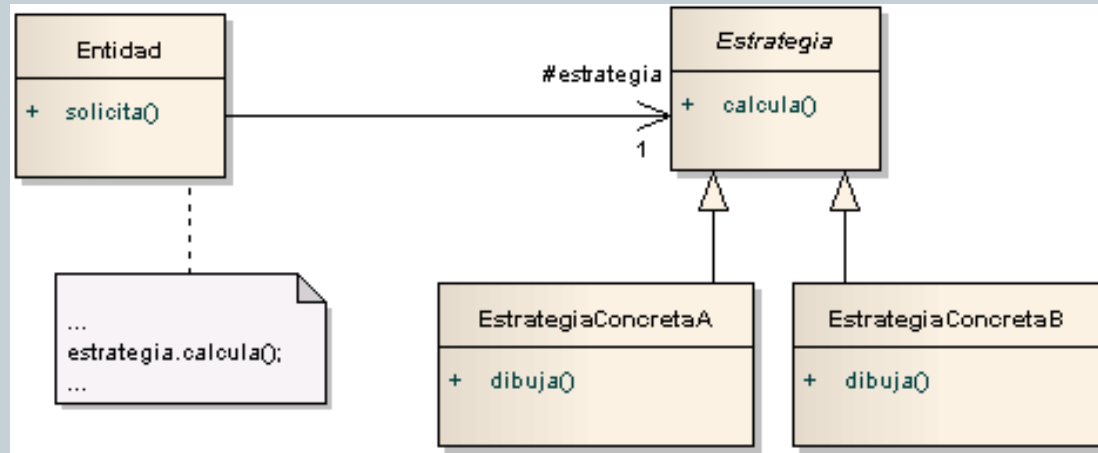 Entidad
+ solicita()
#estrategia
1
Estrategia
+ calcula()
...
estrategia.calcula();
...
EstrategiaConcretaA
+ dibuja()
EstrategiaConcretaB
+ dibuja()